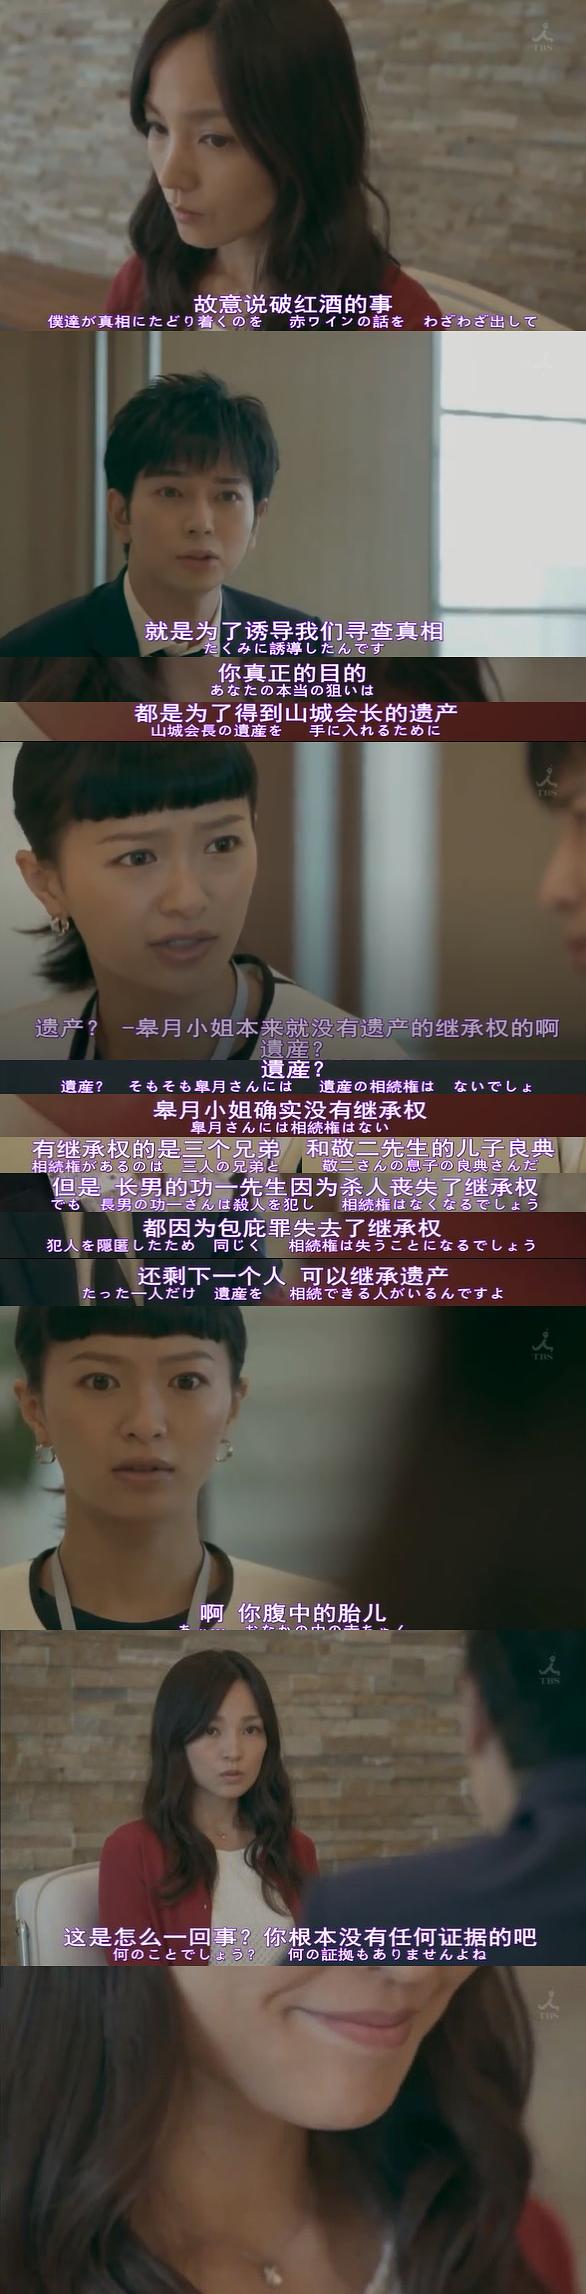 TBS
故意说破红酒的事
僕達が真相にたどり着くのを 赤ワインの話を わざわざ出して
就是为了诱导我们寻查真相
たくみに誘導したんです
你真正的目的
あなたの本当の狙いは
都是为了得到山城会长的遗产
山城会長の遺産を 手に入れるために
TBS
遗产? -皋月小姐本来就没有遗产的继承权的啊
遺産?
遺産?
遺産? そもそも皐月さんには 遺産の相続権は ないでしょ
皋月小姐确实没有继承权
皐月さんには相続権はない
有继承权的是三个兄弟 和敬二先生的儿子良典
相続権があるのは 三人の兄弟と 敬二さんの息子の良典さんだ
但是 长男的功一先生因为杀人丧失了继承权
でも 長男の功一さんは殺人を犯し 相続権はなくなるでしょう
都因为包庇罪失去了继承权
犯人を隠匿したため 同じく 相続権は失うことになるでしょう
还剩下一个人 可以继承遗产
たった一人だけ 遺産を 相続できる人がいるんですよ
TBS
啊 你腹中的胎儿
TBS
这是怎么一回事? 你根本没有任何证据的吧
何のことでしょう? 何の証拠もありませんよね
TBS